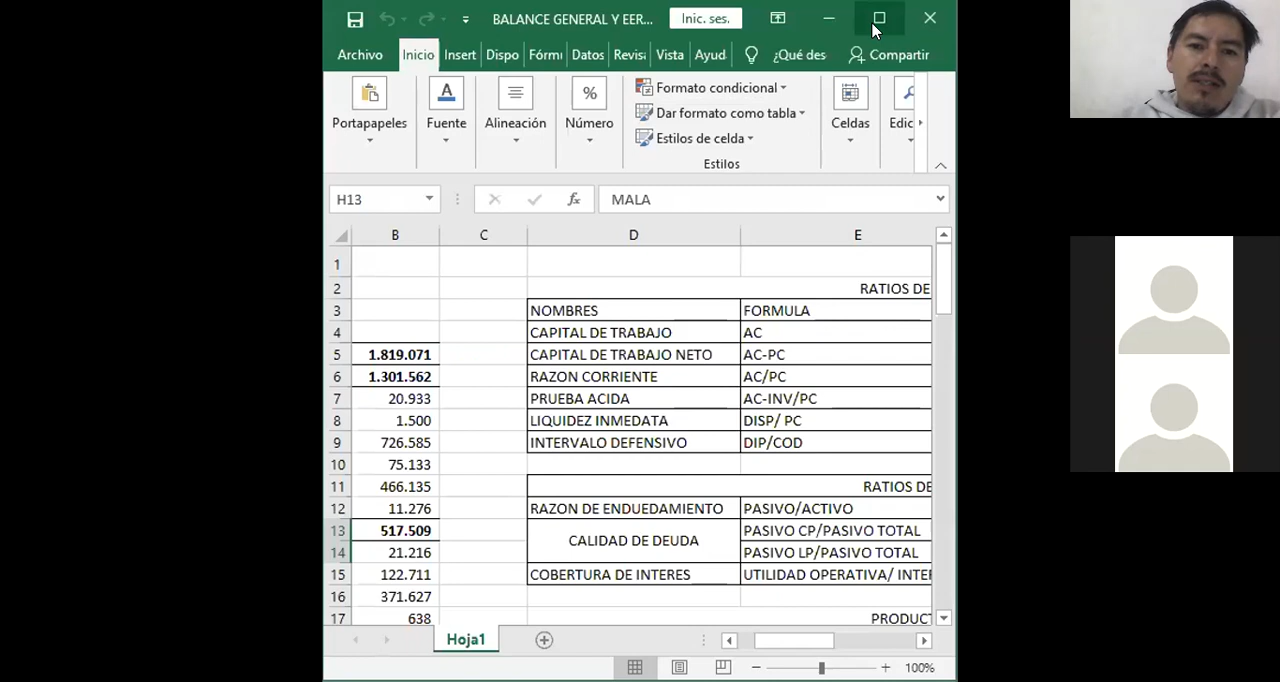 BALANCE GENERAL Y EER...
Inic. ses.
Archivo Inicio Insert Dispo Fórmu Datos Revis Vista Ayud ¿Qué des Compartir
Portapapeles
Fuente
Alineación
%
Número
Formato condicional
Dar formato como tabla
Estilos de celda
Estilos
Celdas
Edic
H13
fx
MALA
B C D E
1
2 RATIOS DE
3 NOMBRES FORMULA
4 CAPITAL DE TRABAJO AC
5 1.819.071 CAPITAL DE TRABAJO NETO AC-PC
6 1.301.562 RAZON CORRIENTE AC/PC
7 20.933 PRUEBA ACIDA AC-INV/PC
8 1.500 LIQUIDEZ INMEDATA DISP/ PC
9 726.585 INTERVALO DEFENSIVO DIP/COD
10 75.133
11 466.135 RATIOS DE
12 11.276 RAZON DE ENDUEDAMIENTO PASIVO/ACTIVO
13 517.509 CALIDAD DE DEUDA PASIVO CP/PASIVO TOTAL
14 21.216 PASIVO LP/PASIVO TOTAL
15 122.711 COBERTURA DE INTERES UTILIDAD OPERATIVA/ INTER
16 371.627
17 638 PRODUCT
Hoja1
100%